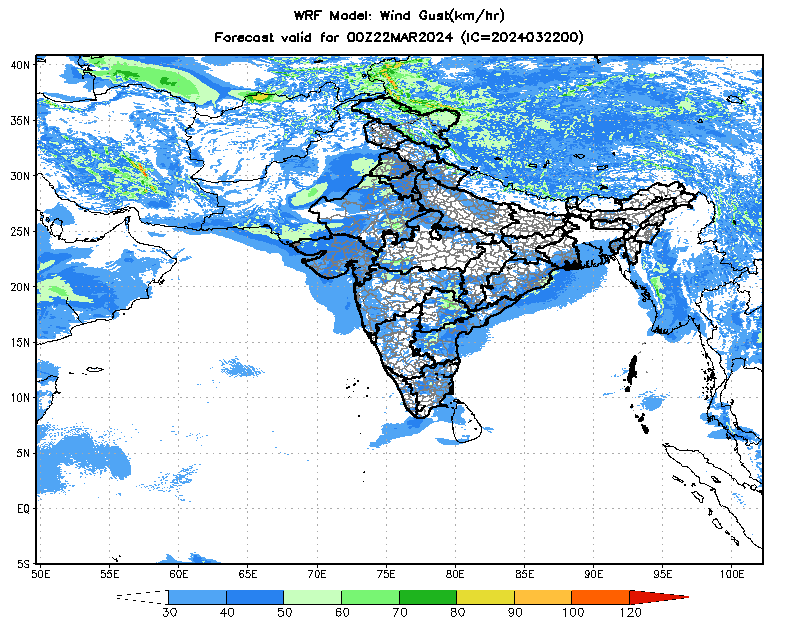 WRF Model: Wind Gust(km/hr)
Forecast valid for 00Z22MAR2024 (IC=2024032200)
40N
35N
30N
25N
20N
15N
10N
5N
EQ
5S
50E 55E 60E 65E 70E 75E 80E 85E 90E 95E 100E
30 40 50 60 70 80 90 100 120